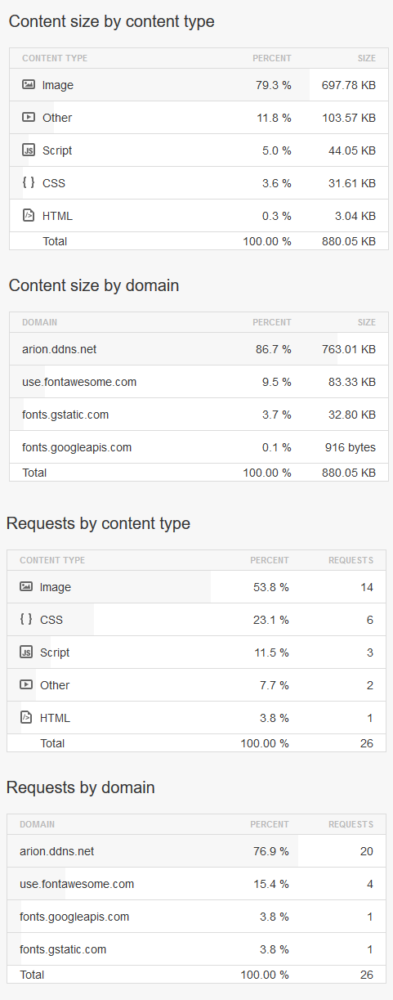 Content size by content type
CONTENT TYPE PERCENT SIZE
Image 79.3 % 697.78 KB
Other 11.8 % 103.57 KB
JS Script 5.0 % 44.05 KB
{ } CSS 3.6 % 31.61 KB
</> HTML 0.3 % 3.04 KB
Total 100.00 % 880.05 KB
Content size by domain
DOMAIN PERCENT SIZE
arion.ddns.net 86.7 % 763.01 KB
use.fontawesome.com 9.5 % 83.33 KB
fonts.gstatic.com 3.7 % 32.80 KB
fonts.googleapis.com 0.1 % 916 bytes
Total 100.00 % 880.05 KB
Requests by content type
CONTENT TYPE PERCENT REQUESTS
Image 53.8 % 14
{ } CSS 23.1 % 6
JS Script 11.5 % 3
Other 7.7 % 2
</> HTML 3.8 % 1
Total 100.00 % 26
Requests by domain
DOMAIN PERCENT REQUESTS
arion.ddns.net 76.9 % 20
use.fontawesome.com 15.4 % 4
fonts.googleapis.com 3.8 % 1
fonts.gstatic.com 3.8 % 1
Total 100.00 % 26